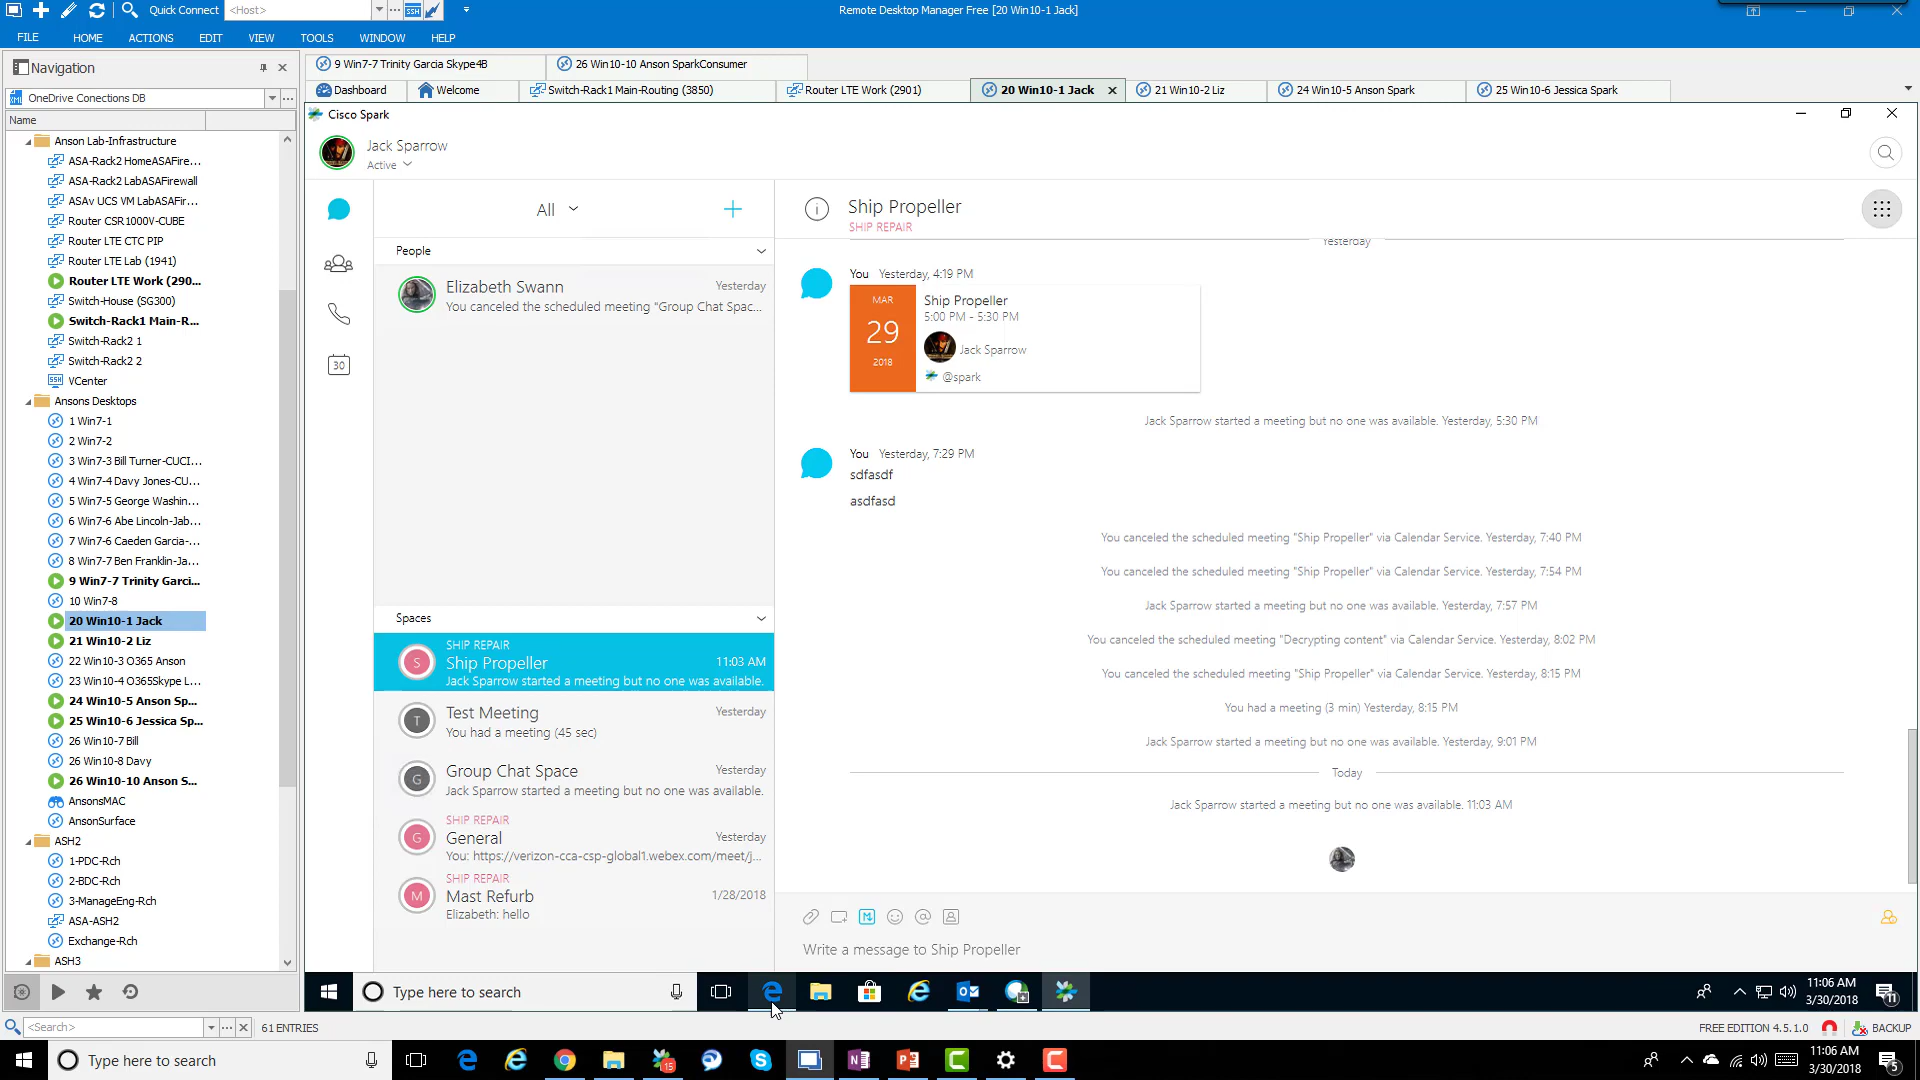 Quick Connect <Host>
Remote Desktop Manager Free [20 Win10-1 Jack]
FILE HOME ACTIONS EDIT VIEW TOOLS WINDOW HELP
Navigation
OneDrive Conections DB
Name
Anson Lab-Infrastructure
ASA-Rack2 HomeASAFire...
ASA-Rack2 LabASAFirewall
ASAv UCS VM LabASAFir...
Router CSR1000V-CUBE
Router LTE CTC PIP
Router LTE Lab (1941)
Router LTE Work (290...
Switch-House (SG300)
Switch-Rack1 Main-R...
Switch-Rack2 1
Switch-Rack2 2
SSH VCenter
Ansons Desktops
1 Win7-1
2 Win7-2
3 Win7-3 Bill Turner-CUCI...
4 Win7-4 Davy Jones-CU...
5 Win7-5 George Washin...
6 Win7-6 Abe Lincoln-Jab...
7 Win7-6 Caeden Garcia-...
8 Win7-7 Ben Franklin-Ja...
9 Win7-7 Trinity Garci...
10 Win7-8
20 Win10-1 Jack
21 Win10-2 Liz
22 Win10-3 O365 Anson
23 Win10-4 O365Skype L...
24 Win10-5 Anson Sp...
25 Win10-6 Jessica Sp...
26 Win10-7 Bill
26 Win10-8 Davy
26 Win10-10 Anson S...
AnsonsMAC
AnsonSurface
ASH2
1-PDC-Rch
2-BDC-Rch
3-ManageEng-Rch
ASA-ASH2
Exchange-Rch
ASH3
<Search>
61 ENTRIES
9 Win7-7 Trinity Garcia Skype4B
26 Win10-10 Anson SparkConsumer
Dashboard
Welcome
Switch-Rack1 Main-Routing (3850)
Router LTE Work (2901)
20 Win10-1 Jack
21 Win10-2 Liz
24 Win10-5 Anson Spark
25 Win10-6 Jessica Spark
Cisco Spark
Jack Sparrow
Active
30
All
People
Elizabeth Swann Yesterday
You canceled the scheduled meeting "Group Chat Spac...
Spaces
SHIP REPAIR
S Ship Propeller 11:03 AM
Jack Sparrow started a meeting but no one was available.
T Test Meeting Yesterday
You had a meeting (45 sec)
G Group Chat Space Yesterday
Jack Sparrow started a meeting but no one was available.
SHIP REPAIR
G General Yesterday
You: https://verizon-cca-csp-global1.webex.com/meet/j...
SHIP REPAIR
M Mast Refurb 1/28/2018
Elizabeth: hello
Ship Propeller
SHIP REPAIR
Yesterday
You Yesterday, 4:19 PM
MAR
29
2018
Ship Propeller
5:00 PM - 5:30 PM
Jack Sparrow
@spark
Jack Sparrow started a meeting but no one was available. Yesterday, 5:30 PM
You Yesterday, 7:29 PM
sdfasdf
asdfasd
You canceled the scheduled meeting "Ship Propeller" via Calendar Service. Yesterday, 7:40 PM
You canceled the scheduled meeting "Ship Propeller" via Calendar Service. Yesterday, 7:54 PM
Jack Sparrow started a meeting but no one was available. Yesterday, 7:57 PM
You canceled the scheduled meeting "Decrypting content" via Calendar Service. Yesterday, 8:02 PM
You canceled the scheduled meeting "Ship Propeller" via Calendar Service. Yesterday, 8:15 PM
You had a meeting (3 min) Yesterday, 8:15 PM
Jack Sparrow started a meeting but no one was available. Yesterday, 9:01 PM
Today
Jack Sparrow started a meeting but no one was available. 11:03 AM
Write a message to Ship Propeller
Type here to search
11:06 AM
3/30/2018
11
FREE EDITION 4.5.1.0 BACKUP
Type here to search
15
11:06 AM
3/30/2018
5